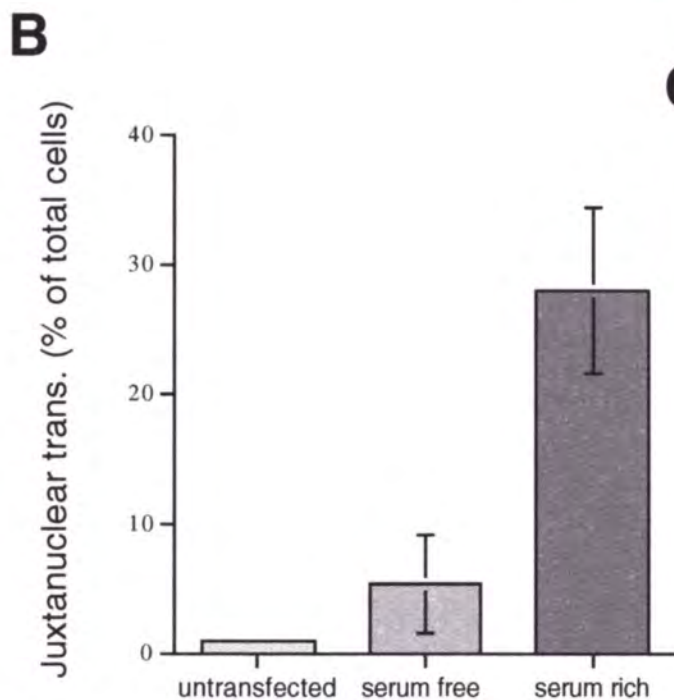 B
Juxtanuclear trans. (% of total cells)
40
30
20
10
0
untransfected serum free serum rich